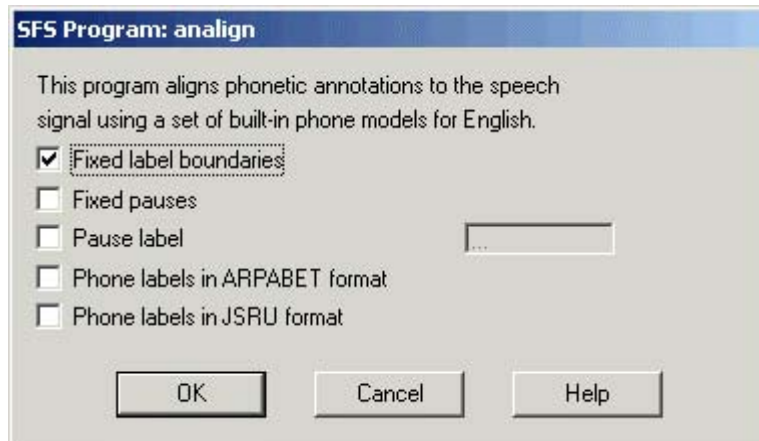 SFS Program: analign
This program aligns phonetic annotations to the speech
signal using a set of built-in phone models for English.
Fixed label boundaries
Fixed pauses
Pause label ...
Phone labels in ARPABET format
Phone labels in JSRU format
OK Cancel Help